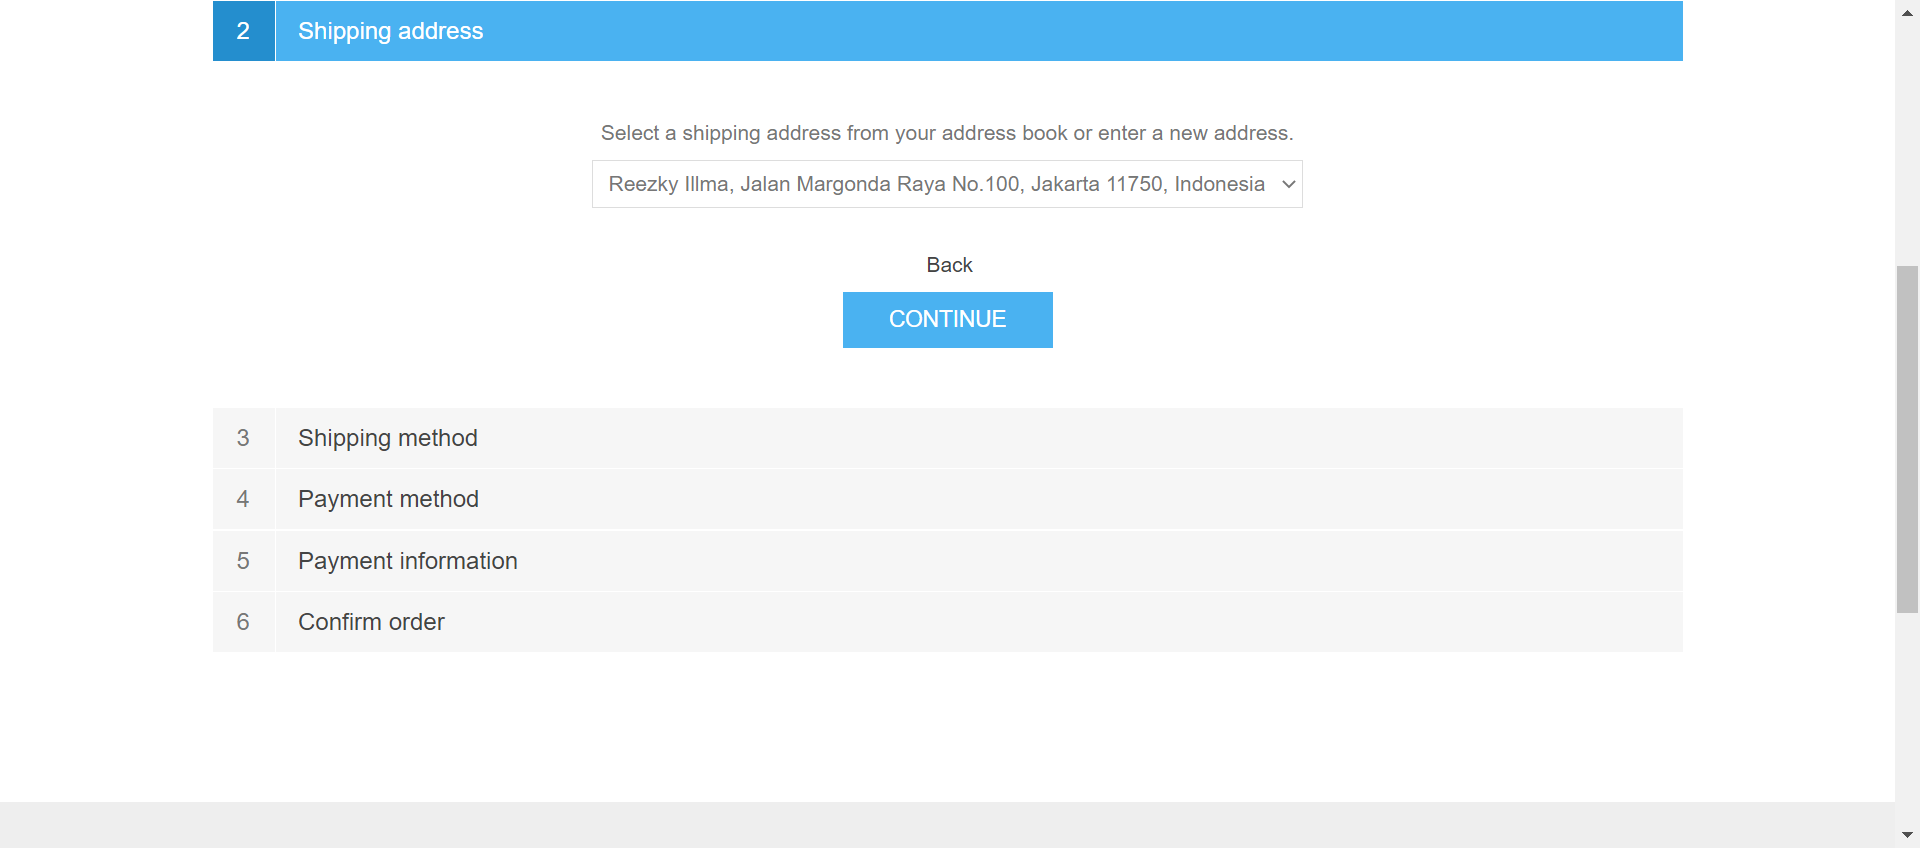 2 Shipping address
Select a shipping address from your address book or enter a new address.
Reezky Illma, Jalan Margonda Raya No.100, Jakarta 11750, Indonesia
Back
CONTINUE
3 Shipping method
4 Payment method
5 Payment information
6 Confirm order